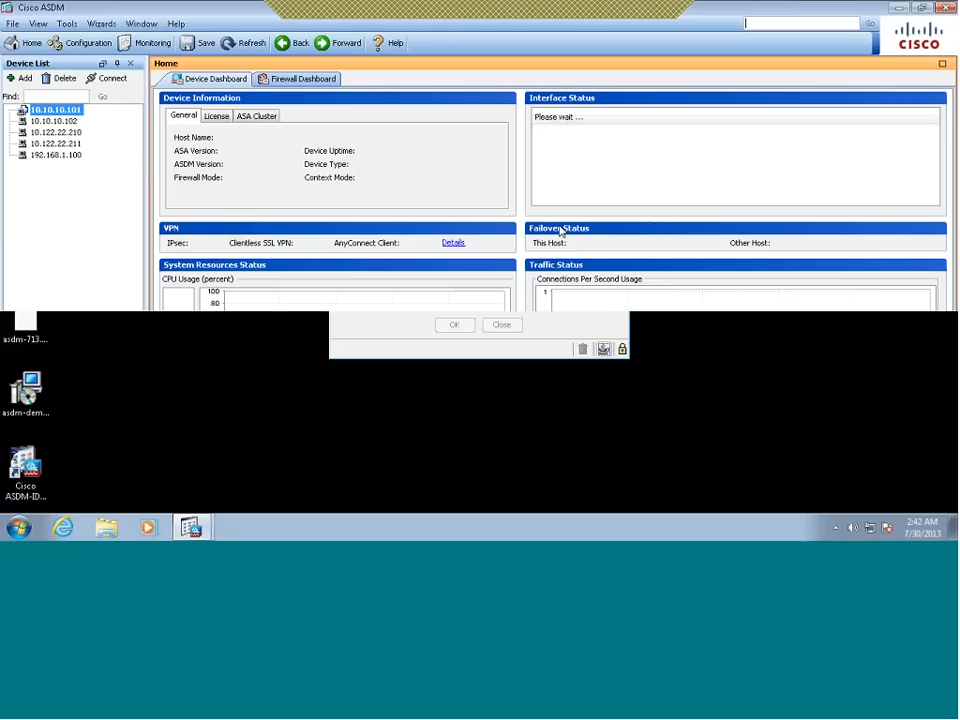 Cisco ASDM
File View Tools Wizards Window Help
Go
Home Configuration Monitoring Save Refresh Back Forward Help
CISCO
Device List
Add Delete Connect
Find: Go
10.10.10.101
10.10.10.102
10.122.22.210
10.122.22.211
192.168.1.100
Home
Device Dashboard Firewall Dashboard
Device Information
General License ASA Cluster
Host Name:
ASA Version: Device Uptime:
ASDM Version: Device Type:
Firewall Mode: Context Mode:
Interface Status
Please wait ...
VPN
IPsec: Clientless SSL VPN: AnyConnect Client: Details
Failover Status
This Host: Other Host:
System Resources Status
CPU Usage (percent)
100
80
Traffic Status
Connections Per Second Usage
1
OK Close
asdm-713....
asdm-dem...
Cisco
ASDM-ID...
2:42 AM
7/30/2013